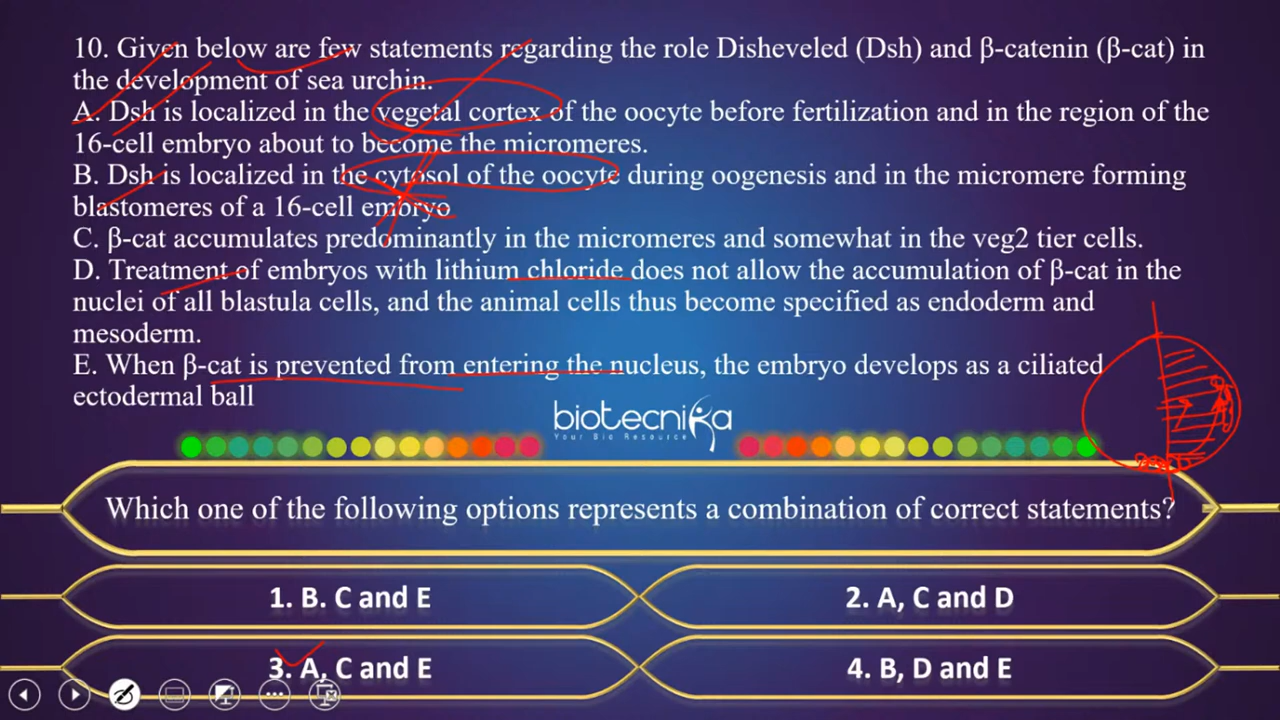 10. Given below are few statements regarding the role Disheveled (Dsh) and β-catenin (β-cat) in
the development of sea urchin.
A. Dsh is localized in the vegetal cortex of the oocyte before fertilization and in the region of the
16-cell embryo about to become the micromeres.
B. Dsh is localized in the cytosol of the oocyte during oogenesis and in the micromere forming
blastomeres of a 16-cell embryo
C. β-cat accumulates predominantly in the micromeres and somewhat in the veg2 tier cells.
D. Treatment of embryos with lithium chloride does not allow the accumulation of β-cat in the
nuclei of all blastula cells, and the animal cells thus become specified as endoderm and
mesoderm.
E. When β-cat is prevented from entering the nucleus, the embryo develops as a ciliated
ectodermal ball
biotecnika
Your Bio Resource
Which one of the following options represents a combination of correct statements?
1. B. C and E
2. A, C and D
3. A, C and E
4. B, D and E